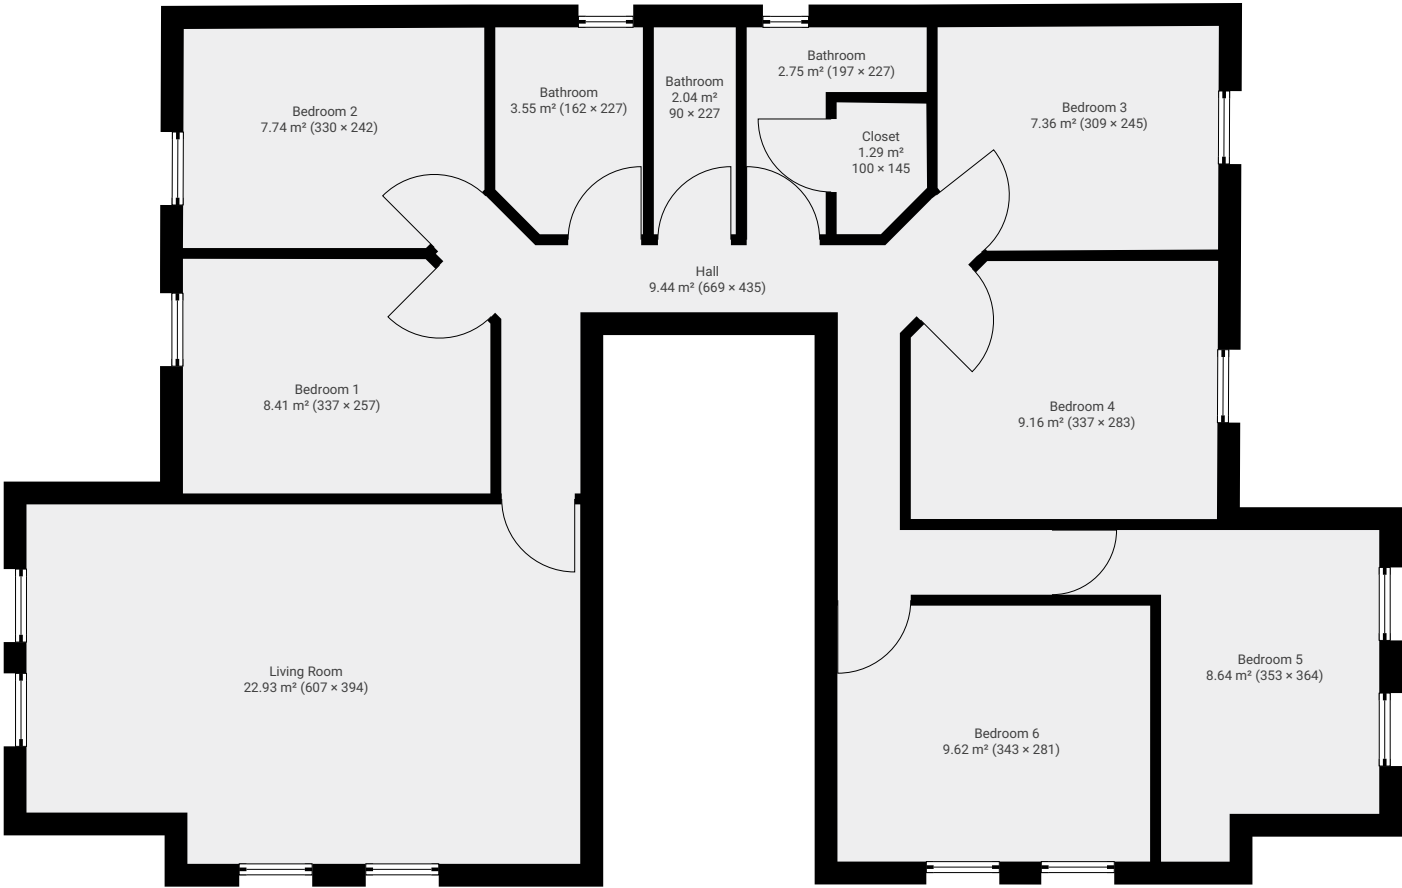 Bedroom 2
7.74 m² (330 × 242)
Bathroom
3.55 m² (162 × 227)
Bathroom
2.04 m²
90 × 227
Bathroom
2.75 m² (197 × 227)
Closet
1.29 m²
100 × 145
Bedroom 3
7.36 m² (309 × 245)
Hall
9.44 m² (669 × 435)
Bedroom 1
8.41 m² (337 × 257)
Bedroom 4
9.16 m² (337 × 283)
Living Room
22.93 m² (607 × 394)
Bedroom 5
8.64 m² (353 × 364)
Bedroom 6
9.62 m² (343 × 281)